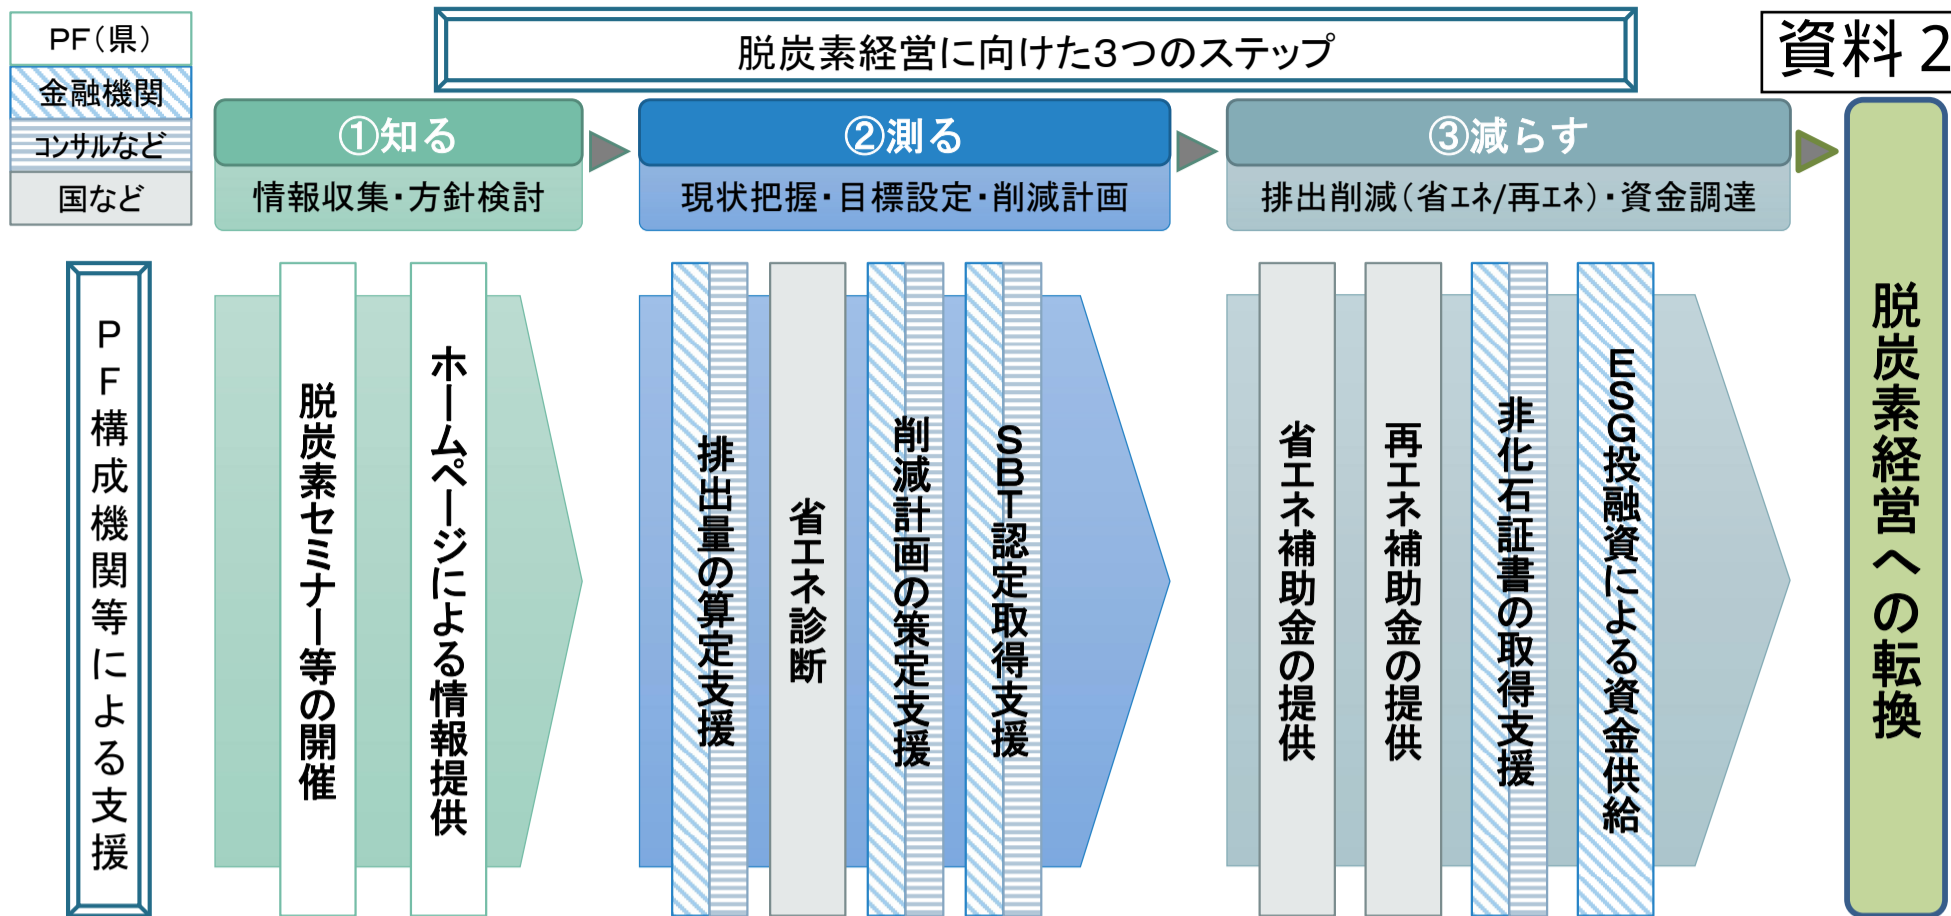 PF(県)
金融機関
コンサルなど
国など
脱炭素経営に向けた3つのステップ
資料2
①知る
情報収集・方針検討
②測る
現状把握・目標設定・削減計画
③減らす
排出削減(省エネ/再エネ)・資金調達
PF構成機関等による支援
脱炭素セミナー等の開催
ホームページによる情報提供
排出量の算定支援
省エネ診断
削減計画の策定支援
SBT認定取得支援
省エネ補助金の提供
再エネ補助金の提供
非化石証書の取得支援
ESG投融資による資金供給
脱炭素経営への転換